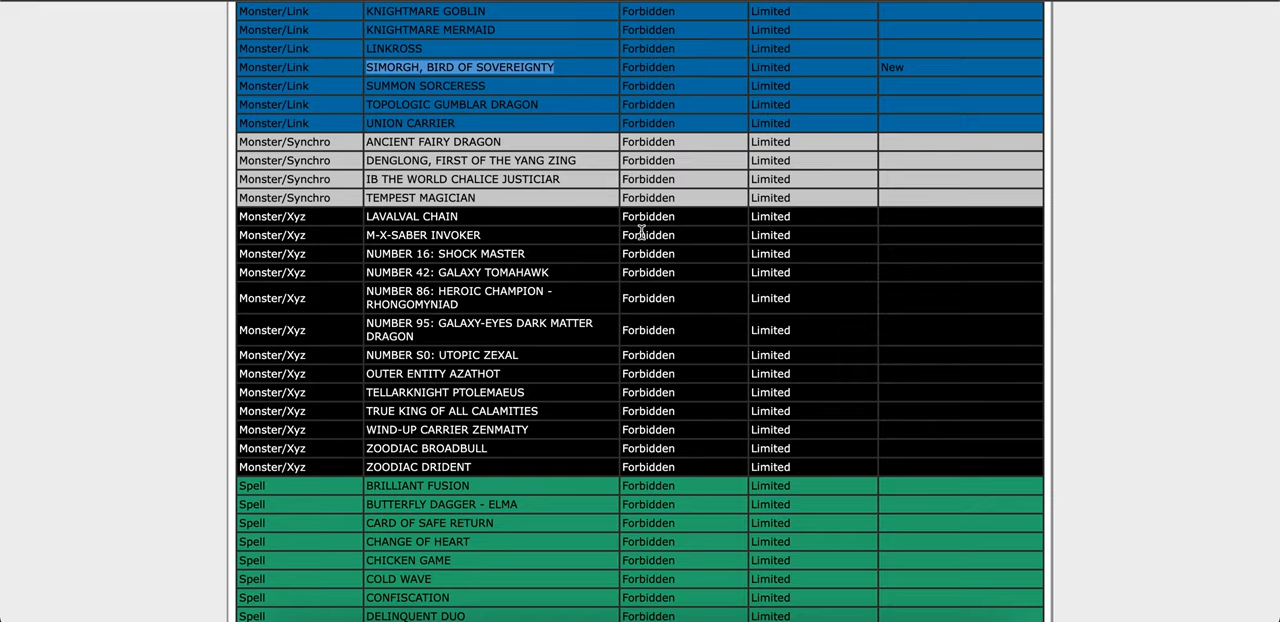 Monster/Link KNIGHTMARE GOBLIN Forbidden Limited
Monster/Link KNIGHTMARE MERMAID Forbidden Limited
Monster/Link LINKROSS Forbidden Limited
Monster/Link SIMORGH, BIRD OF SOVEREIGNTY Forbidden Limited New
Monster/Link SUMMON SORCERESS Forbidden Limited
Monster/Link TOPOLOGIC GUMBLAR DRAGON Forbidden Limited
Monster/Link UNION CARRIER Forbidden Limited
Monster/Synchro ANCIENT FAIRY DRAGON Forbidden Limited
Monster/Synchro DENGLONG, FIRST OF THE YANG ZING Forbidden Limited
Monster/Synchro IB THE WORLD CHALICE JUSTICIAR Forbidden Limited
Monster/Synchro TEMPEST MAGICIAN Forbidden Limited
Monster/Xyz LAVALVAL CHAIN Forbidden Limited
Monster/Xyz M-X-SABER INVOKER Forbidden Limited
Monster/Xyz NUMBER 16: SHOCK MASTER Forbidden Limited
Monster/Xyz NUMBER 42: GALAXY TOMAHAWK Forbidden Limited
Monster/Xyz NUMBER 86: HEROIC CHAMPION -
RHONGOMYNIAD Forbidden Limited
Monster/Xyz NUMBER 95: GALAXY-EYES DARK MATTER
DRAGON Forbidden Limited
Monster/Xyz NUMBER S0: UTOPIC ZEXAL Forbidden Limited
Monster/Xyz OUTER ENTITY AZATHOT Forbidden Limited
Monster/Xyz TELLARKNIGHT PTOLEMAEUS Forbidden Limited
Monster/Xyz TRUE KING OF ALL CALAMITIES Forbidden Limited
Monster/Xyz WIND-UP CARRIER ZENMAITY Forbidden Limited
Monster/Xyz ZOODIAC BROADBULL Forbidden Limited
Monster/Xyz ZOODIAC DRIDENT Forbidden Limited
Spell BRILLIANT FUSION Forbidden Limited
Spell BUTTERFLY DAGGER - ELMA Forbidden Limited
Spell CARD OF SAFE RETURN Forbidden Limited
Spell CHANGE OF HEART Forbidden Limited
Spell CHICKEN GAME Forbidden Limited
Spell COLD WAVE Forbidden Limited
Spell CONFISCATION Forbidden Limited
Spell DELINQUENT DUO Forbidden Limited